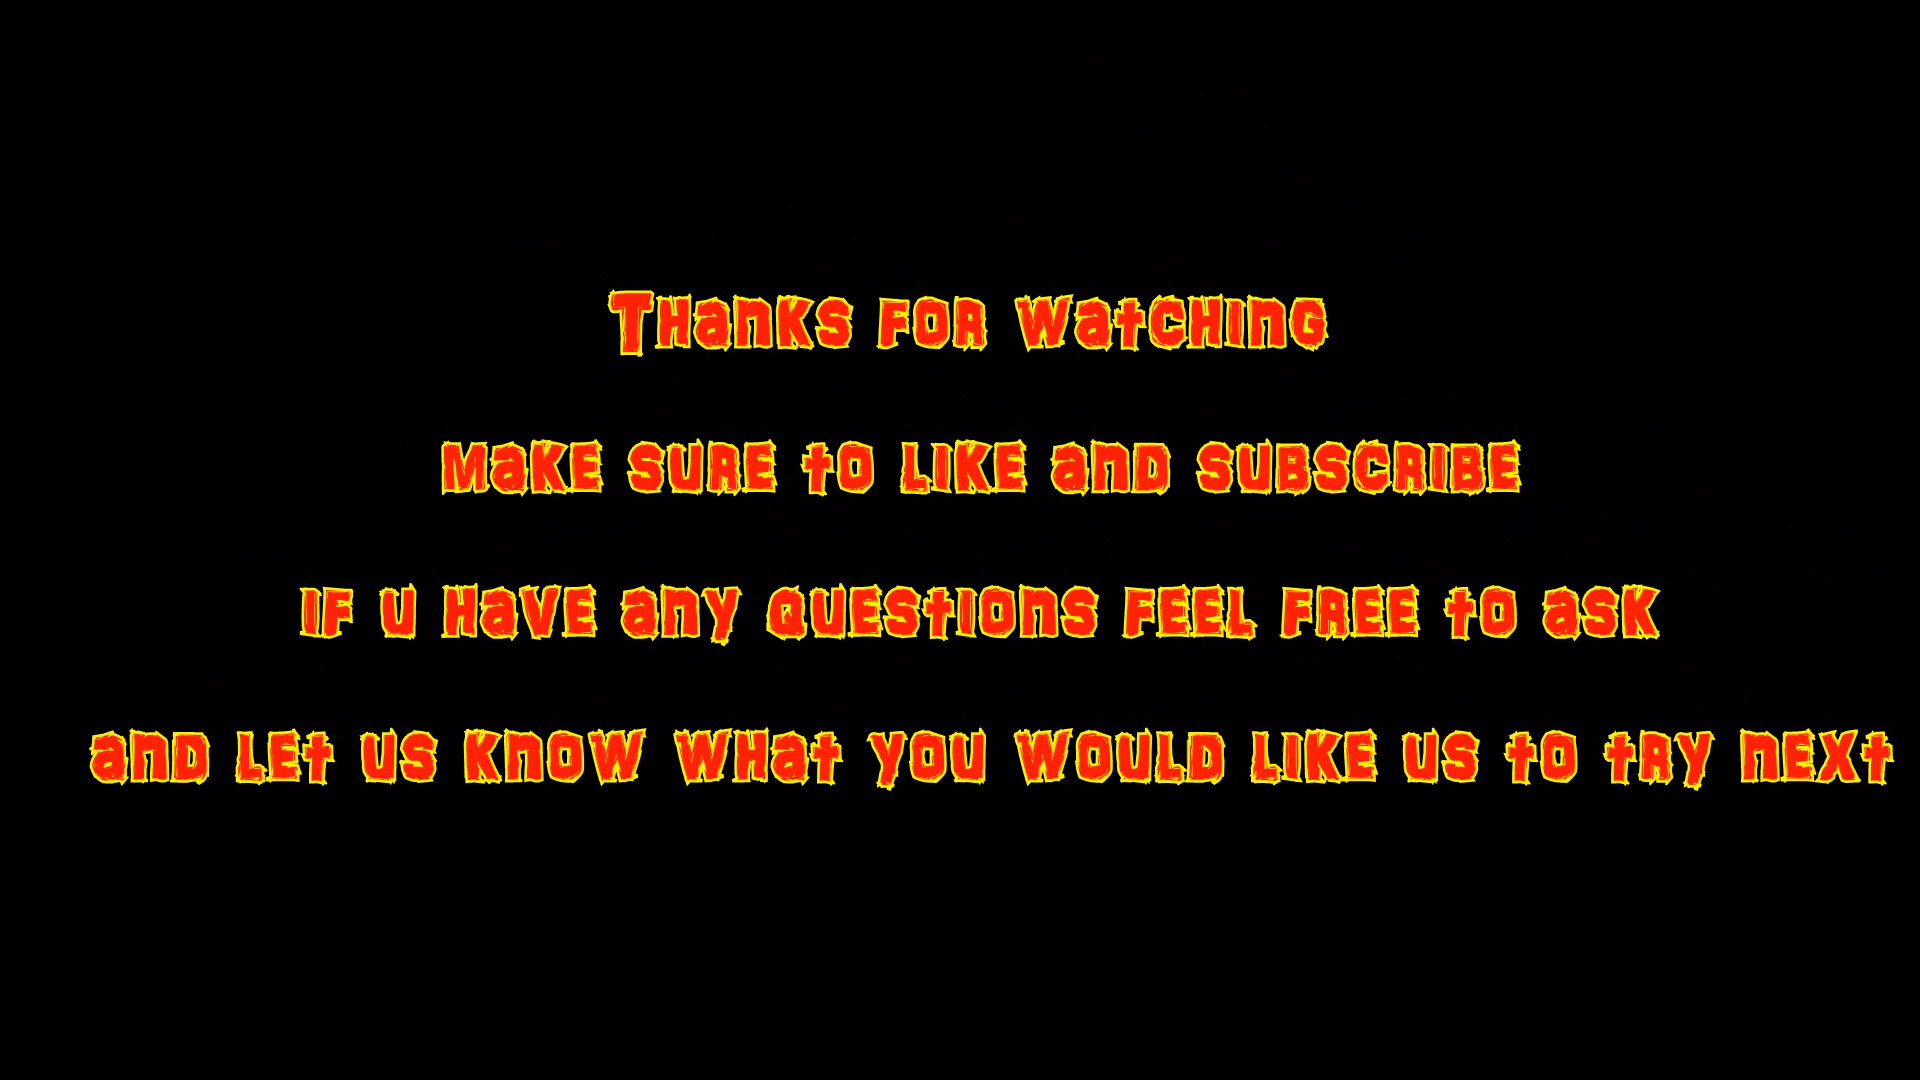 Thanks for watching
make sure to like and subscribe
if u have any questions feel free to ask
and let us know what you would like us to try next